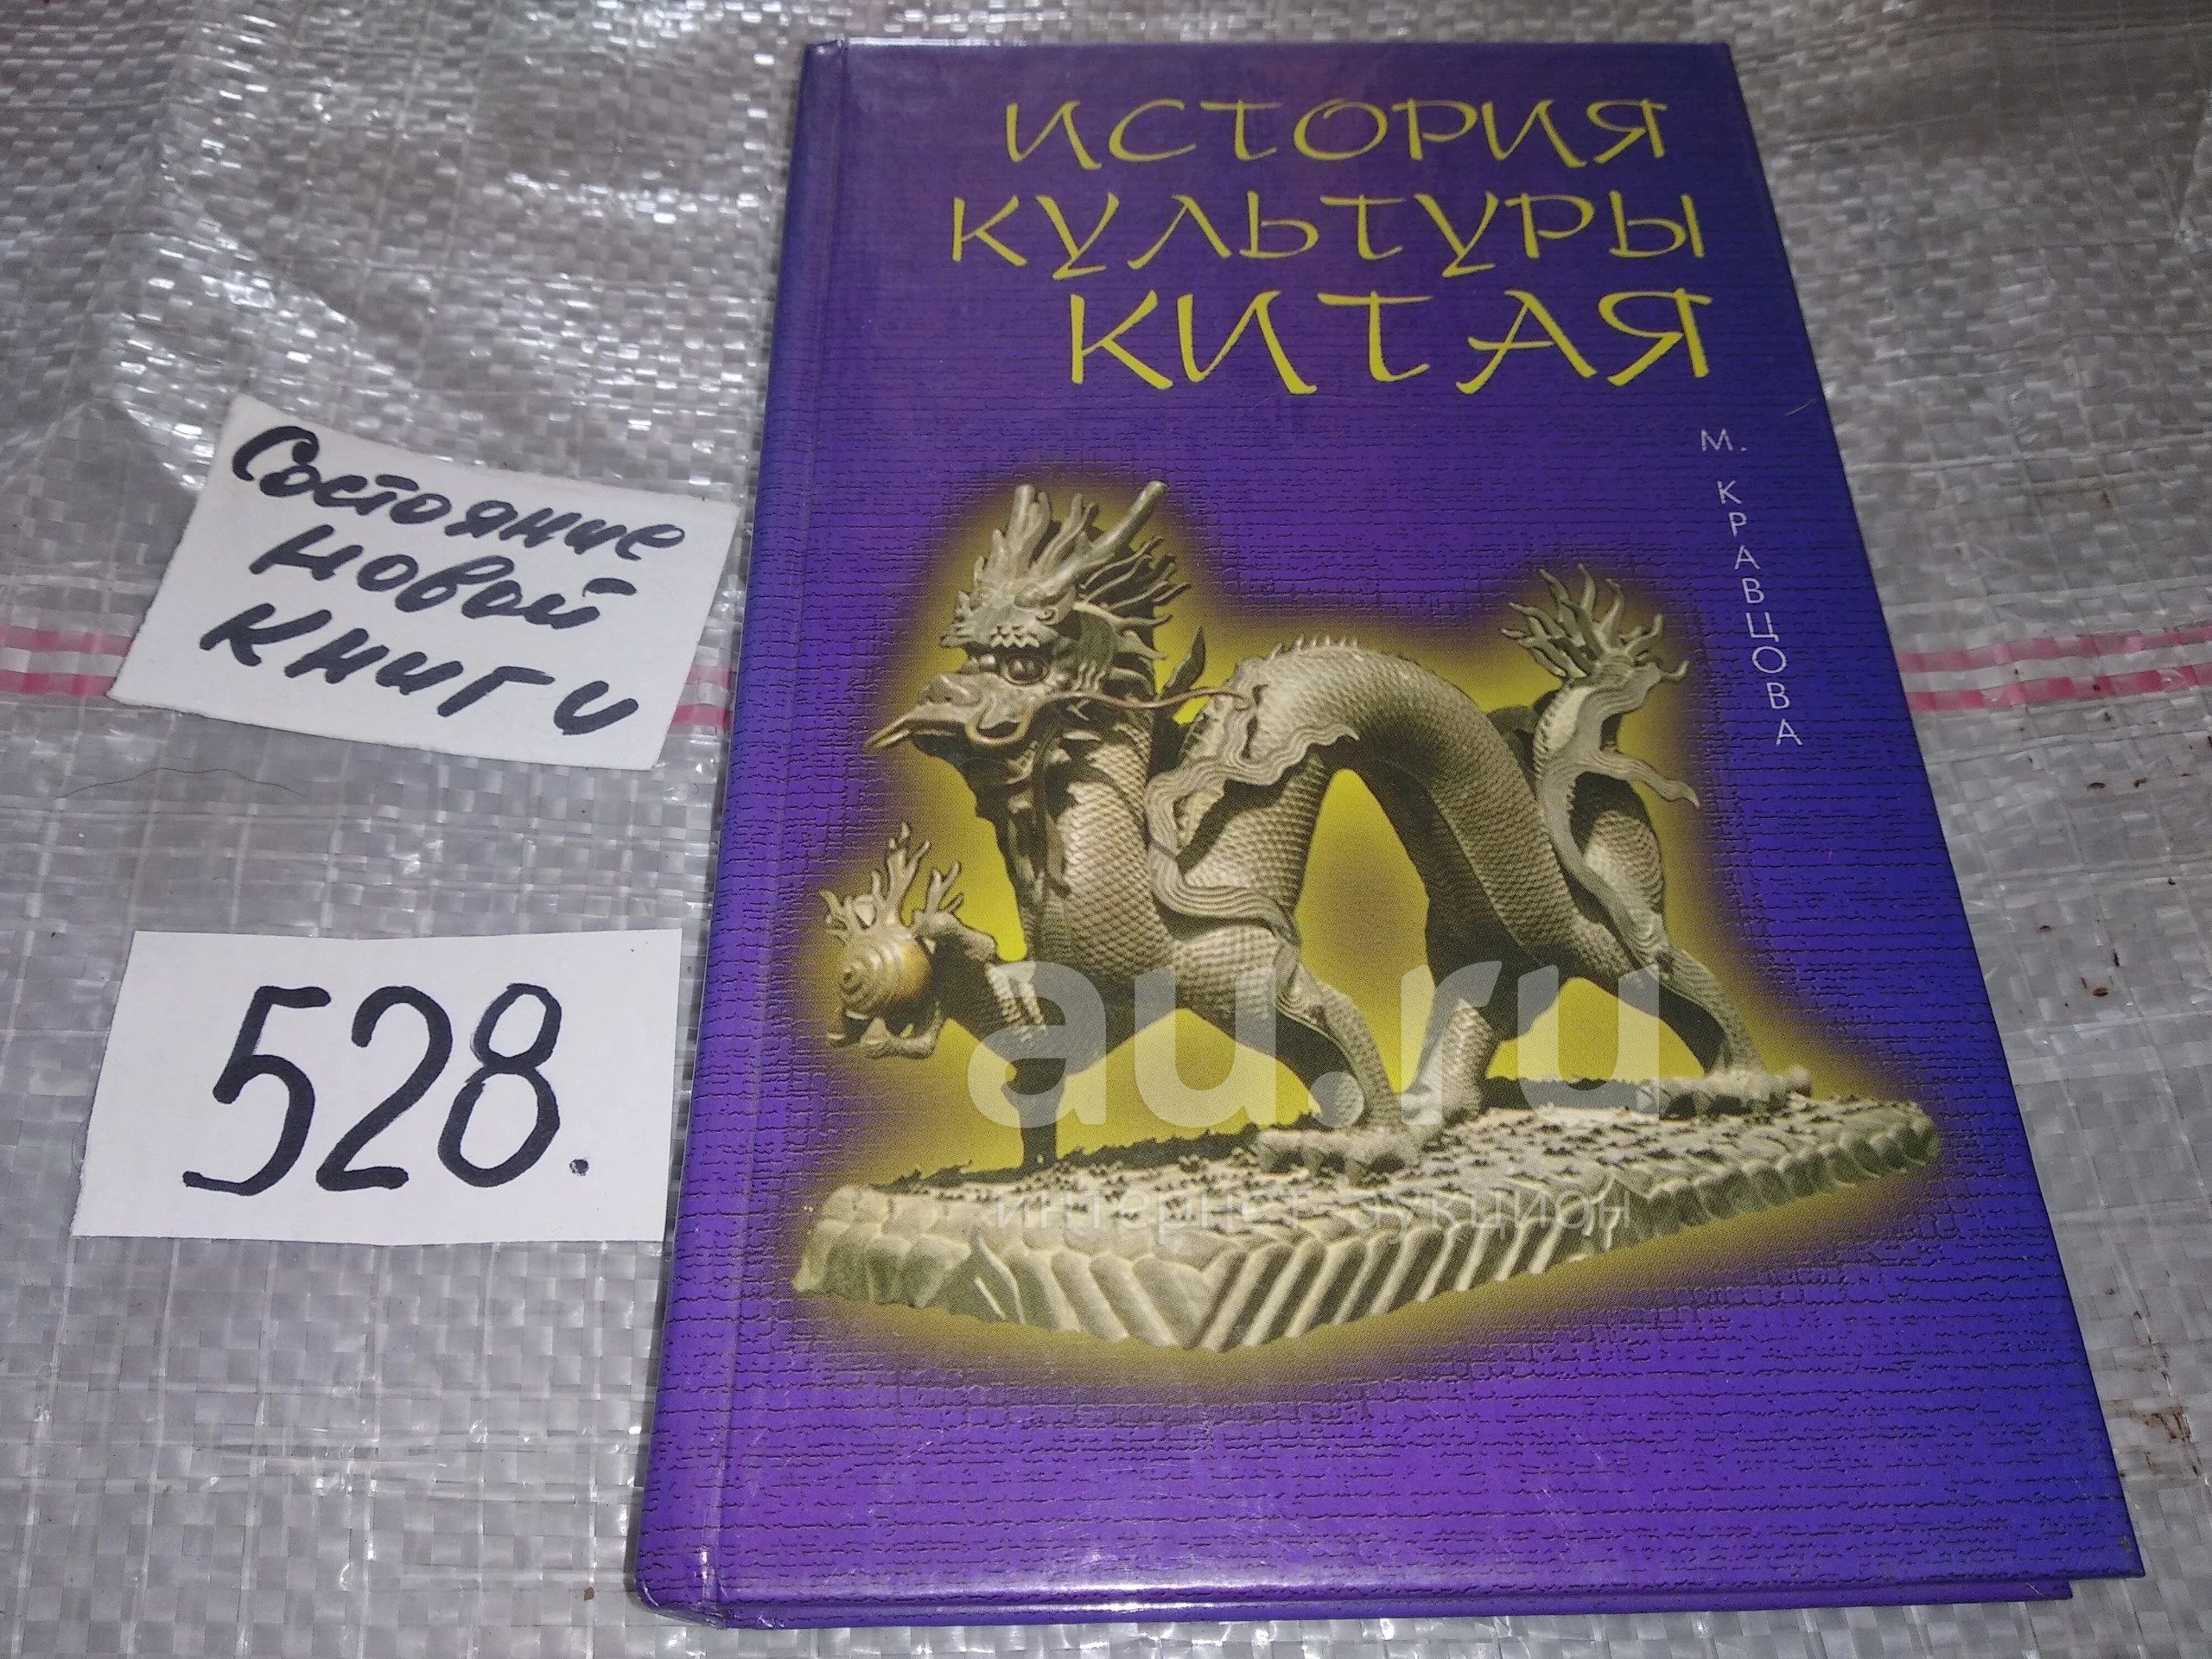 ИСТОРИЯ
КУЛЬТУРЫ
КИТАЯ
М. КРАВЦОВА
Состояние
новой
книги
528.
au.ru
интернет аукцион